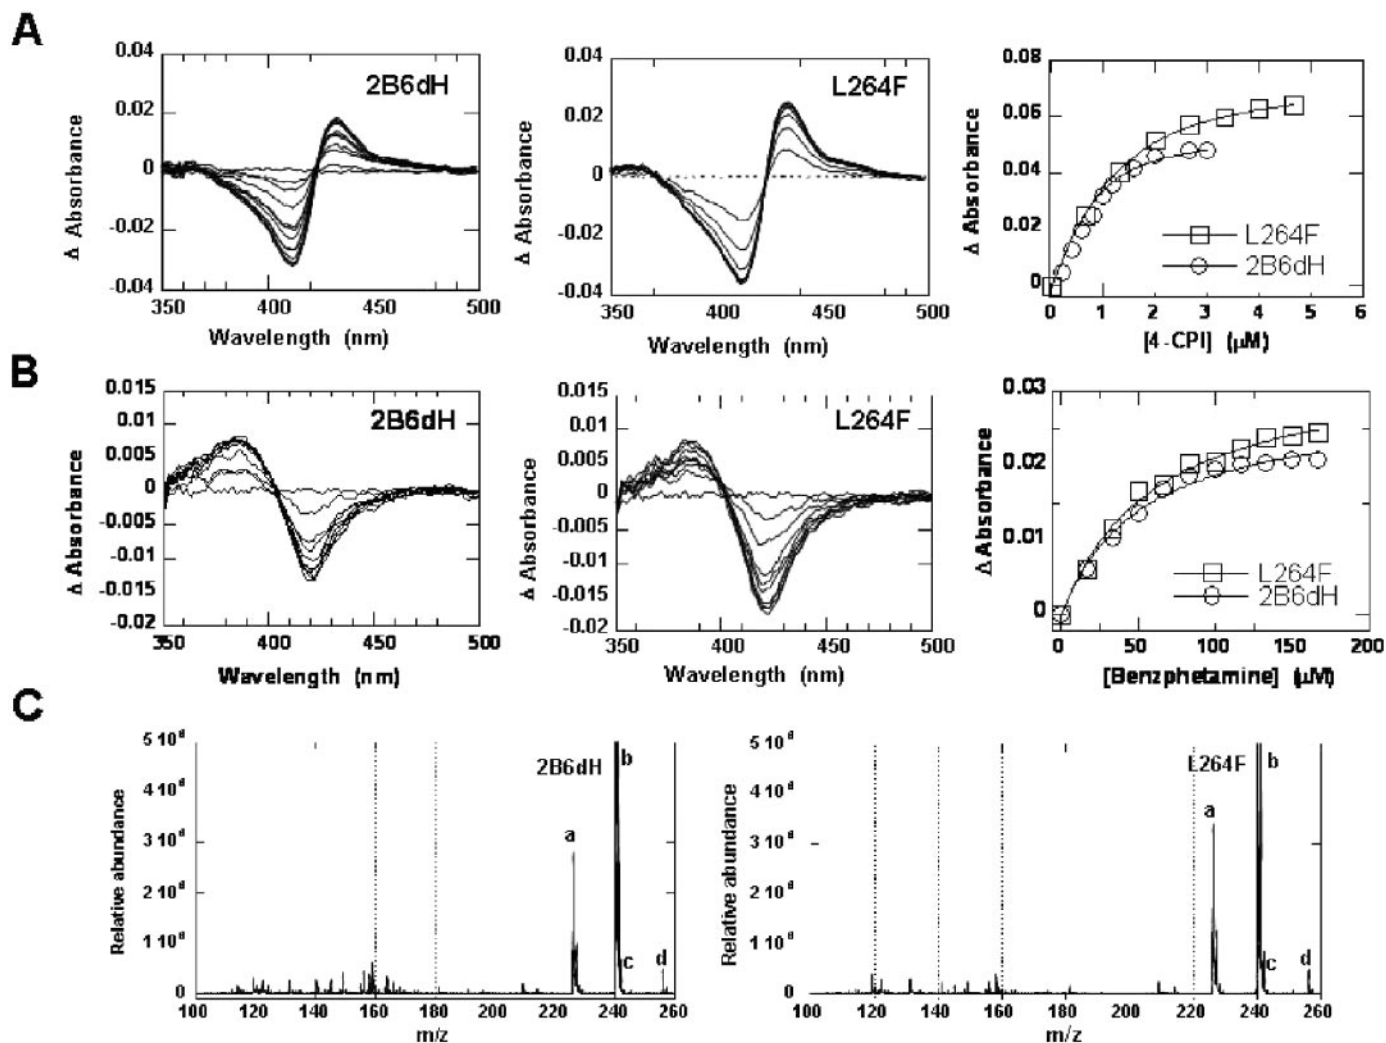 A
0.04
0.02
0
-0.02
-0.04
Δ Absorbance
2B6dH
350
400
450
500
Wavelength (nm)
0.04
0.02
0
-0.02
-0.04
Δ Absorbance
L264F
350
400
450
500
Wavelength (nm)
0.08
0.06
0.04
0.02
0
Δ Absorbance
L264F
2B6dH
0
1
2
3
4
5
6
[4-CPI] (µM)
B
0.015
0.01
0.005
0
-0.005
-0.01
-0.015
-0.02
Δ Absorbance
2B6dH
350
400
450
500
Wavelength (nm)
0.015
0.01
0.005
0
-0.005
-0.01
-0.015
-0.02
Δ Absorbance
L264F
350
400
450
500
Wavelength (nm)
0.03
0.02
0.01
0
Δ Absorbance
L264F
2B6dH
0
50
100
150
200
[Benzphetamine] (µM)
C
Relative abundance
0
2B6dH
a
b
c
d
100
120
140
160
180
200
220
240
260
m/z
Relative abundance
0
L264F
a
b
c
d
100
120
140
160
180
200
220
240
260
m/z